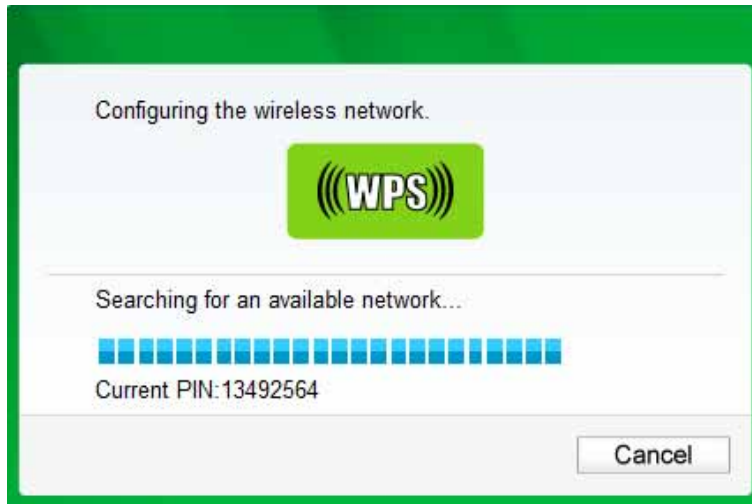 Configuring the wireless network.
WPS
Searching for an available network...
Current PIN:13492564
Cancel